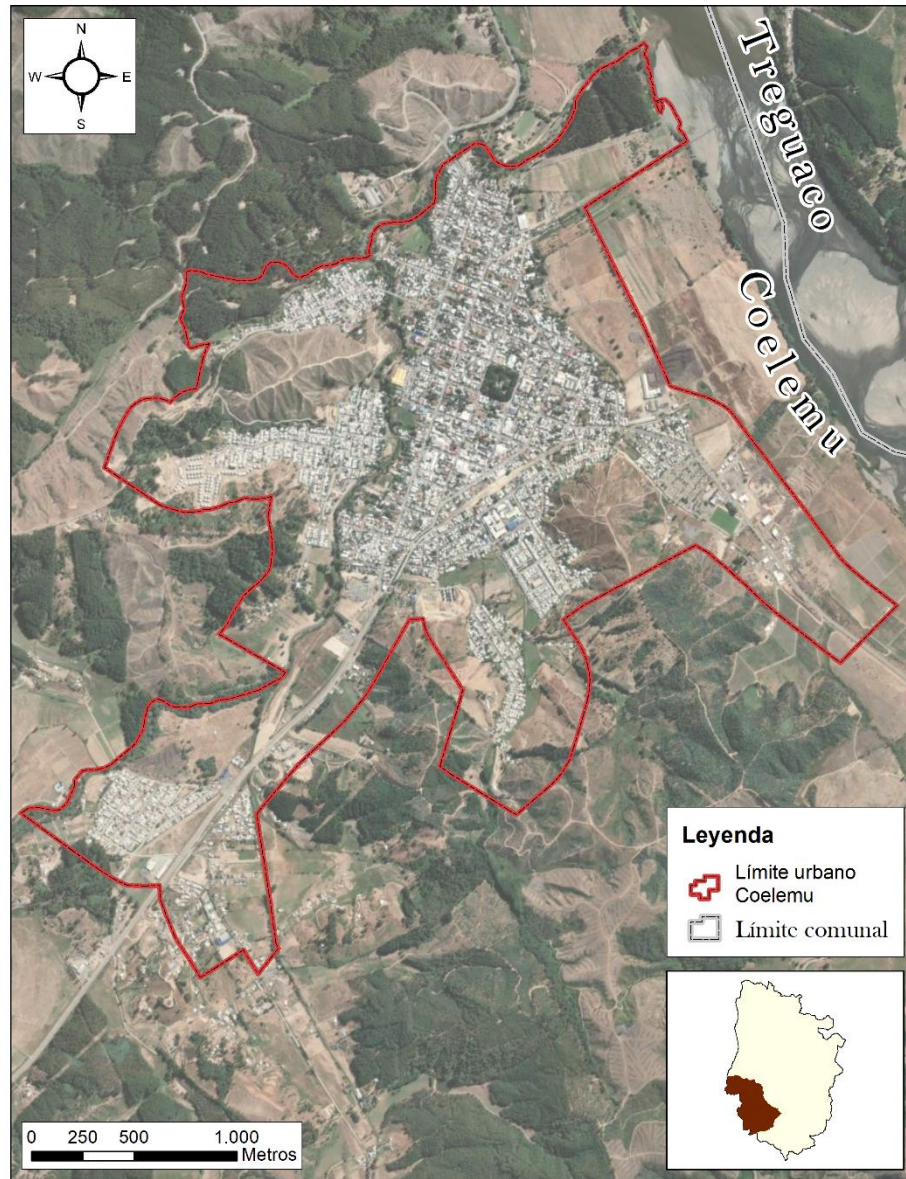 N
W E
S
Treguaco
Coelemu
Leyenda
Límite urbano
Coelemu
Límite comunal
0 250 500 1.000
Metros